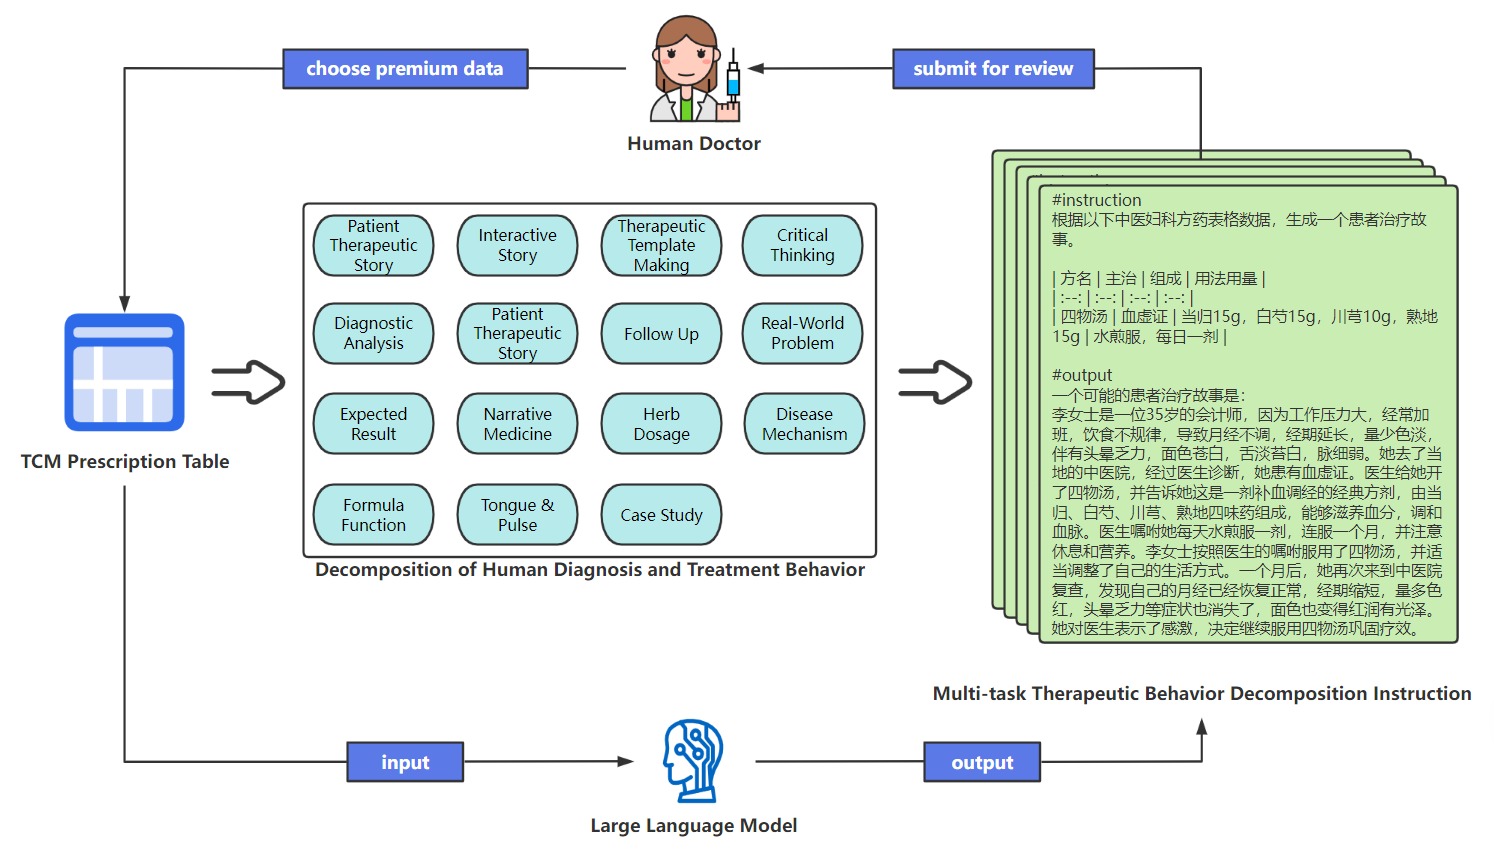 choose premium data
submit for review
Human Doctor
Patient
Therapeutic
Story
Interactive
Story
Therapeutic
Template
Making
Critical
Thinking
Diagnostic
Analysis
Patient
Therapeutic
Story
Follow Up
Real-World
Problem
Expected
Result
Narrative
Medicine
Herb
Dosage
Disease
Mechanism
Formula
Function
Tongue &
Pulse
Case Study
TCM Prescription Table
Decomposition of Human Diagnosis and Treatment Behavior
#instruction
根据以下中医妇科方药表格数据，生成一个患者治疗故
事。
| 方名 | 主治 | 组成 | 用法用量 |
| :--: | :--: | :--: | :--: |
| 四物汤 | 血虚证 | 当归15g，白芍15g，川芎10g，熟地
15g | 水煎服，每日一剂 |
#output
一个可能的患者治疗故事是：
李女士是一位35岁的会计师，因为工作压力大，经常加
班，饮食不规律，导致月经不调，经期延长，量少色淡，
伴有头晕乏力，面色苍白，舌淡苔白，脉细弱。她去了当
地的中医院，经过医生诊断，她患有血虚证。医生给她开
了四物汤，并告诉她这是一剂补血调经的经典方剂，由当
归、白芍、川芎、熟地四味药组成，能够滋养血分，调和
血脉。医生嘱咐她每天水煎服一剂，连服一个月，并注意
休息和营养。李女士按照医生的嘱咐服用了四物汤，并适
当调整了自己的生活方式。一个月后，她再次来到中医院
复查，发现自己的月经已经恢复正常，经期缩短，量多色
红，头晕乏力等症状也消失了，面色也变得红润有光泽。
她对医生表示了感激，决定继续服用四物汤巩固疗效。
Multi-task Therapeutic Behavior Decomposition Instruction
input
output
Large Language Model